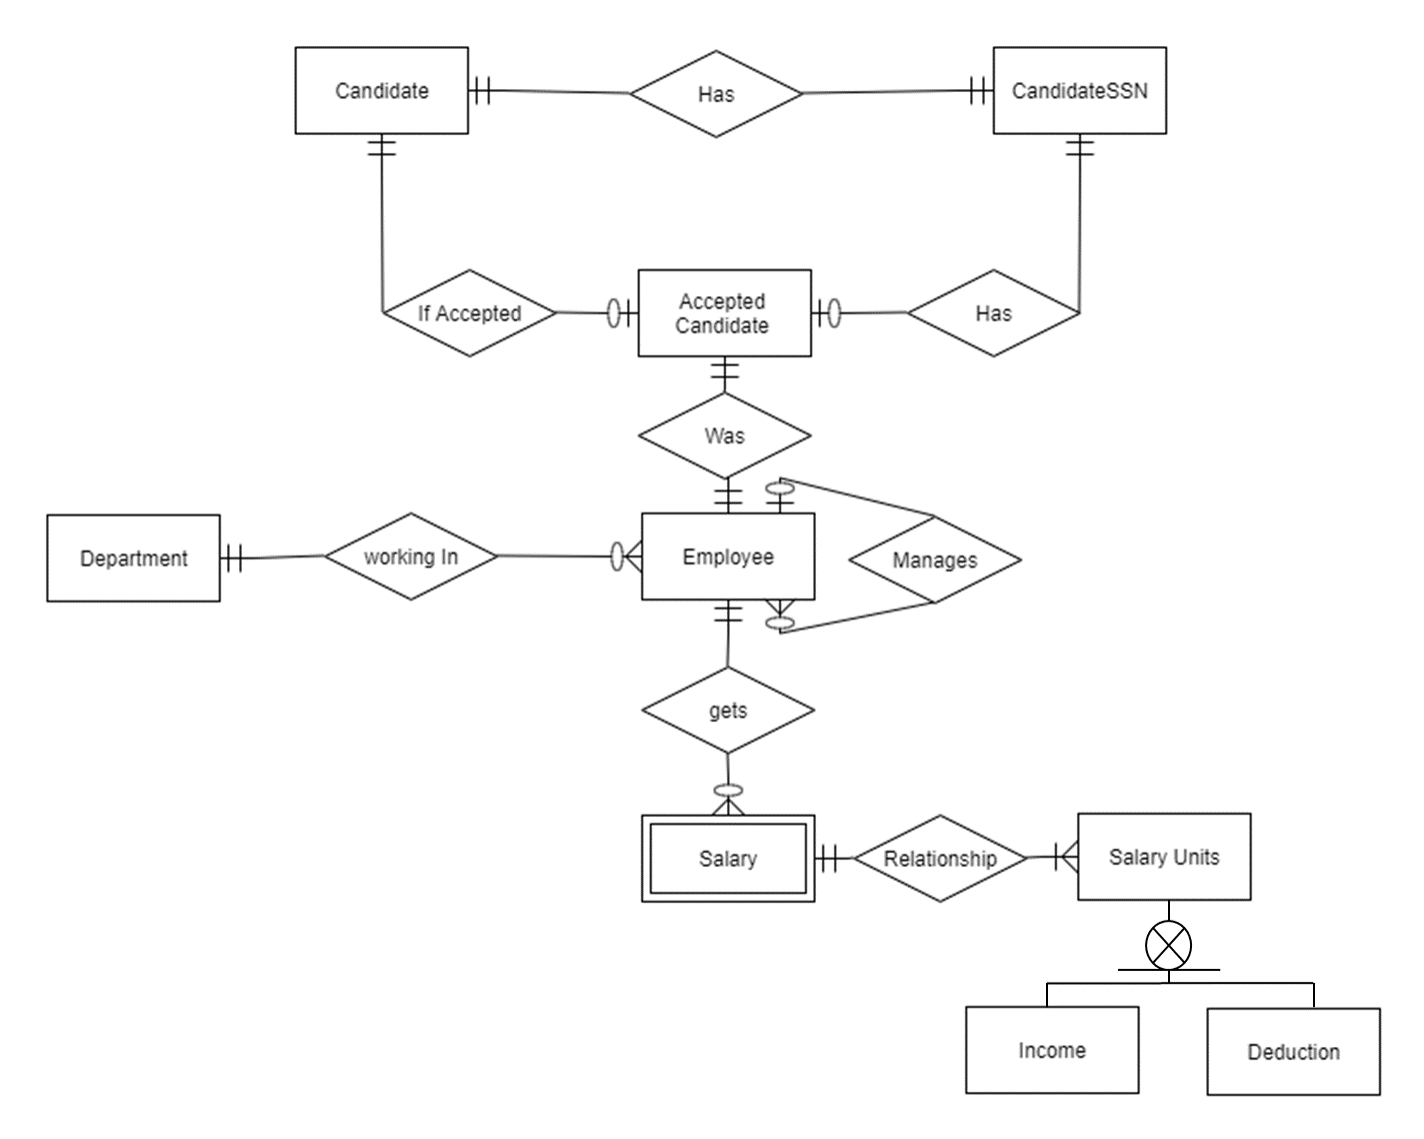 Candidate
Has
CandidateSSN
If Accepted
Accepted
Candidate
Has
Was
Department
working In
Employee
Manages
gets
Salary
Relationship
Salary Units
Income
Deduction